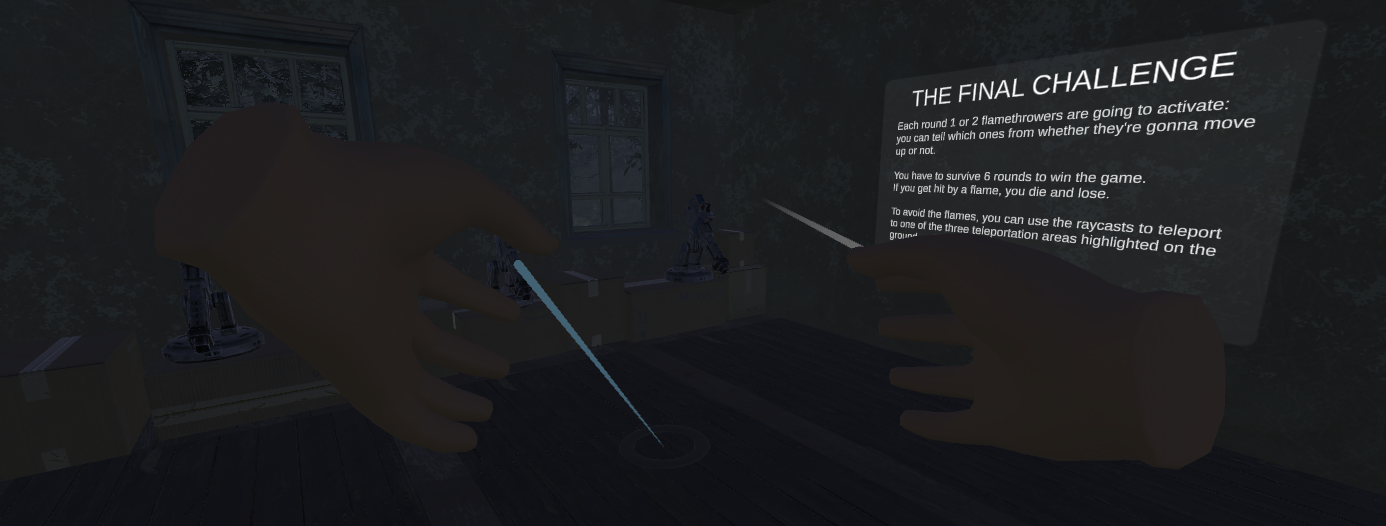 THE FINAL CHALLENGE
Each round 1 or 2 flamethrowers are going to activate:
you can tell which ones from whether they're gonna move
up or not.
You have to survive 6 rounds to win the game.
If you get hit by a flame, you die and lose.
To avoid the flames, you can use the raycasts to teleport
to one of the three teleportation areas highlighted on the
ground